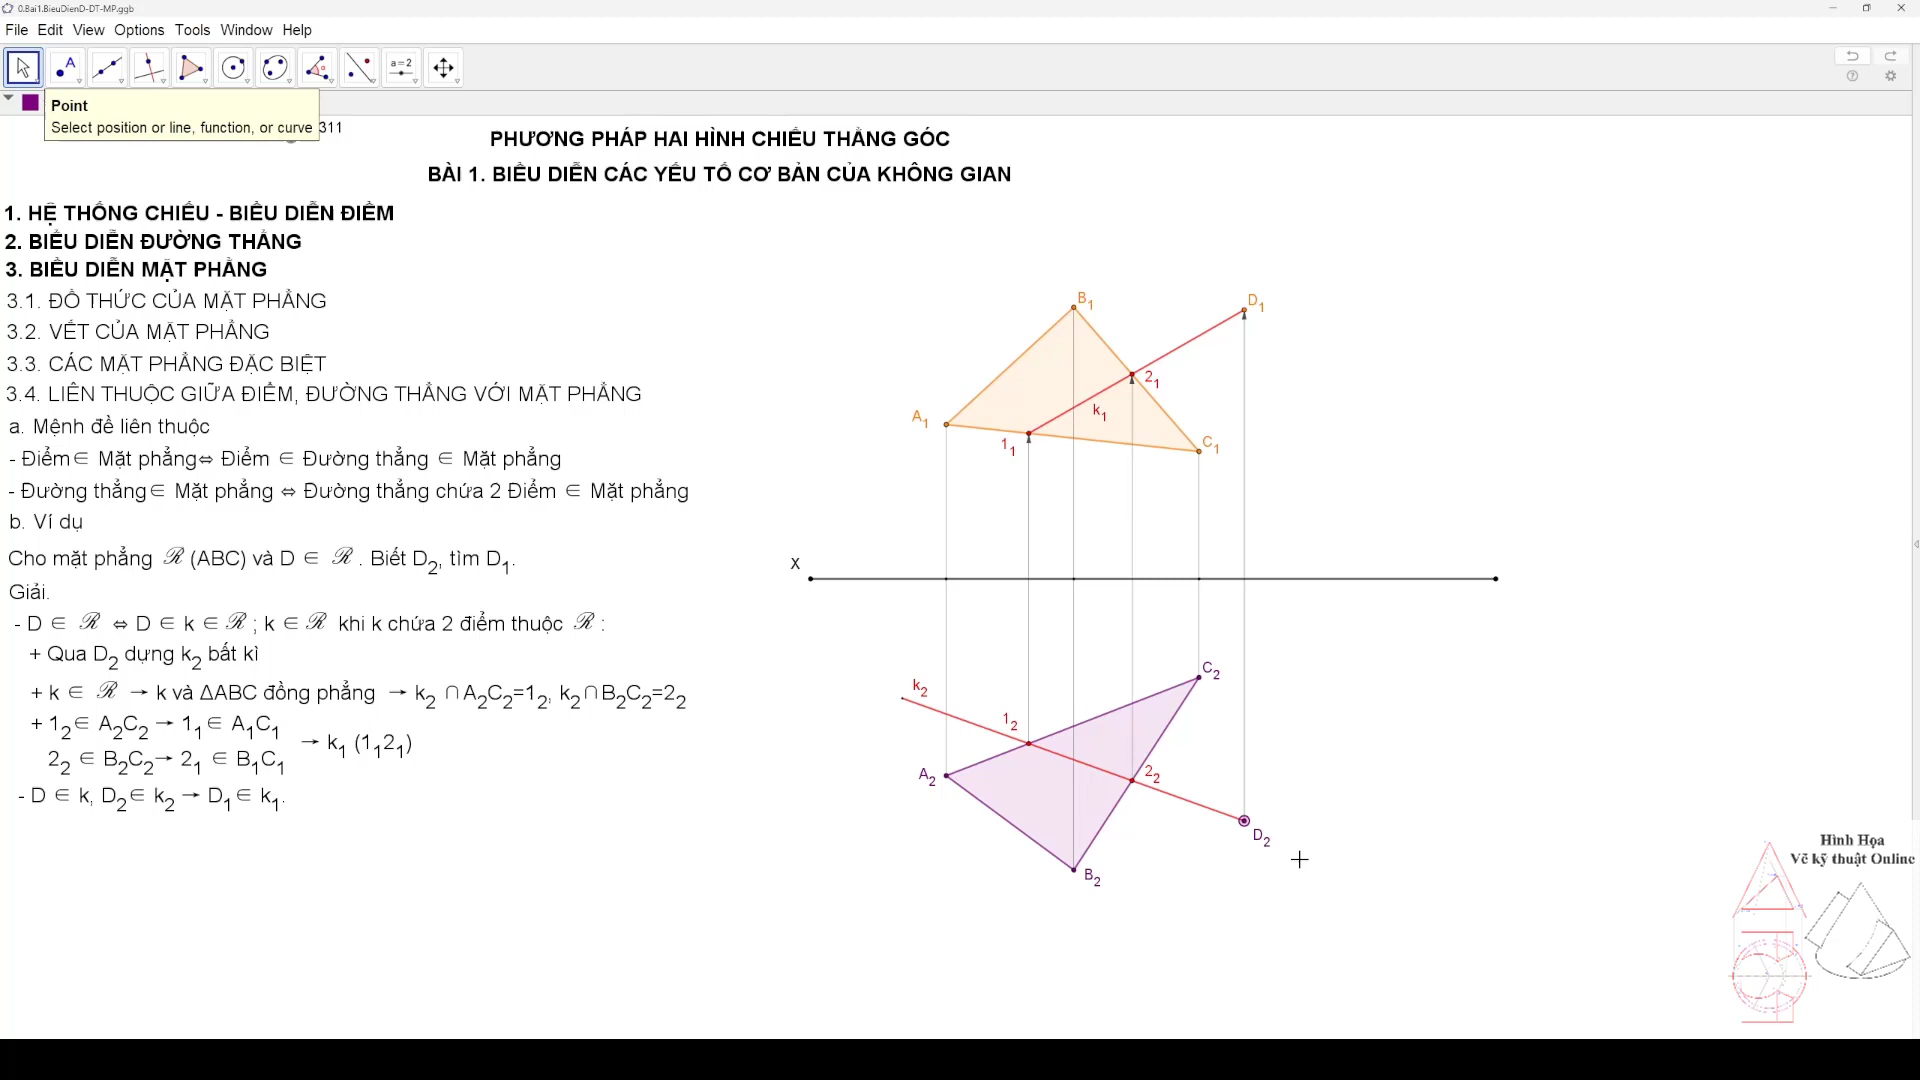 0.Bai1.BieuDienD-DT-MP.ggb
File Edit View Options Tools Window Help
A
a=2
Point
Select position or line, function, or curve 311
PHƯƠNG PHÁP HAI HÌNH CHIẾU THẲNG GÓC
BÀI 1. BIỂU DIỄN CÁC YẾU TỐ CƠ BẢN CỦA KHÔNG GIAN
1. HỆ THỐNG CHIẾU - BIỂU DIỄN ĐIỂM
2. BIỂU DIỄN ĐƯỜNG THẲNG
3. BIỂU DIỄN MẶT PHẲNG
3.1. ĐỒ THỨC CỦA MẶT PHẲNG
3.2. VẾT CỦA MẶT PHẲNG
3.3. CÁC MẶT PHẲNG ĐẶC BIỆT
3.4. LIÊN THUỘC GIỮA ĐIỂM, ĐƯỜNG THẲNG VỚI MẶT PHẲNG
a. Mệnh đề liên thuộc
- Điểm ∈ Mặt phẳng ⇔ Điểm ∈ Đường thẳng ∈ Mặt phẳng
- Đường thẳng ∈ Mặt phẳng ⇔ Đường thẳng chứa 2 Điểm ∈ Mặt phẳng
b. Ví dụ
Cho mặt phẳng ℛ (ABC) và D ∈ ℛ . Biết D₂, tìm D₁.
Giải.
- D ∈ ℛ ⇔ D ∈ k ∈ ℛ ; k ∈ ℛ khi k chứa 2 điểm thuộc ℛ :
+ Qua D₂ dựng k₂ bất kì
+ k ∈ ℛ → k và ΔABC đồng phẳng → k₂ ∩ A₂C₂=1₂, k₂∩B₂C₂=2₂
+ 1₂∈ A₂C₂ → 1₁∈ A₁C₁
→ k₁ (1₁2₁)
2₂ ∈ B₂C₂→ 2₁ ∈ B₁C₁
- D ∈ k, D₂∈ k₂ → D₁∈ k₁.
B₁
D₁
2₁
k₁
A₁
1₁
C₁
X
C₂
k₂
1₂
A₂
2₂
D₂
B₂
Hình Họa
Vẽ kỹ thuật Online